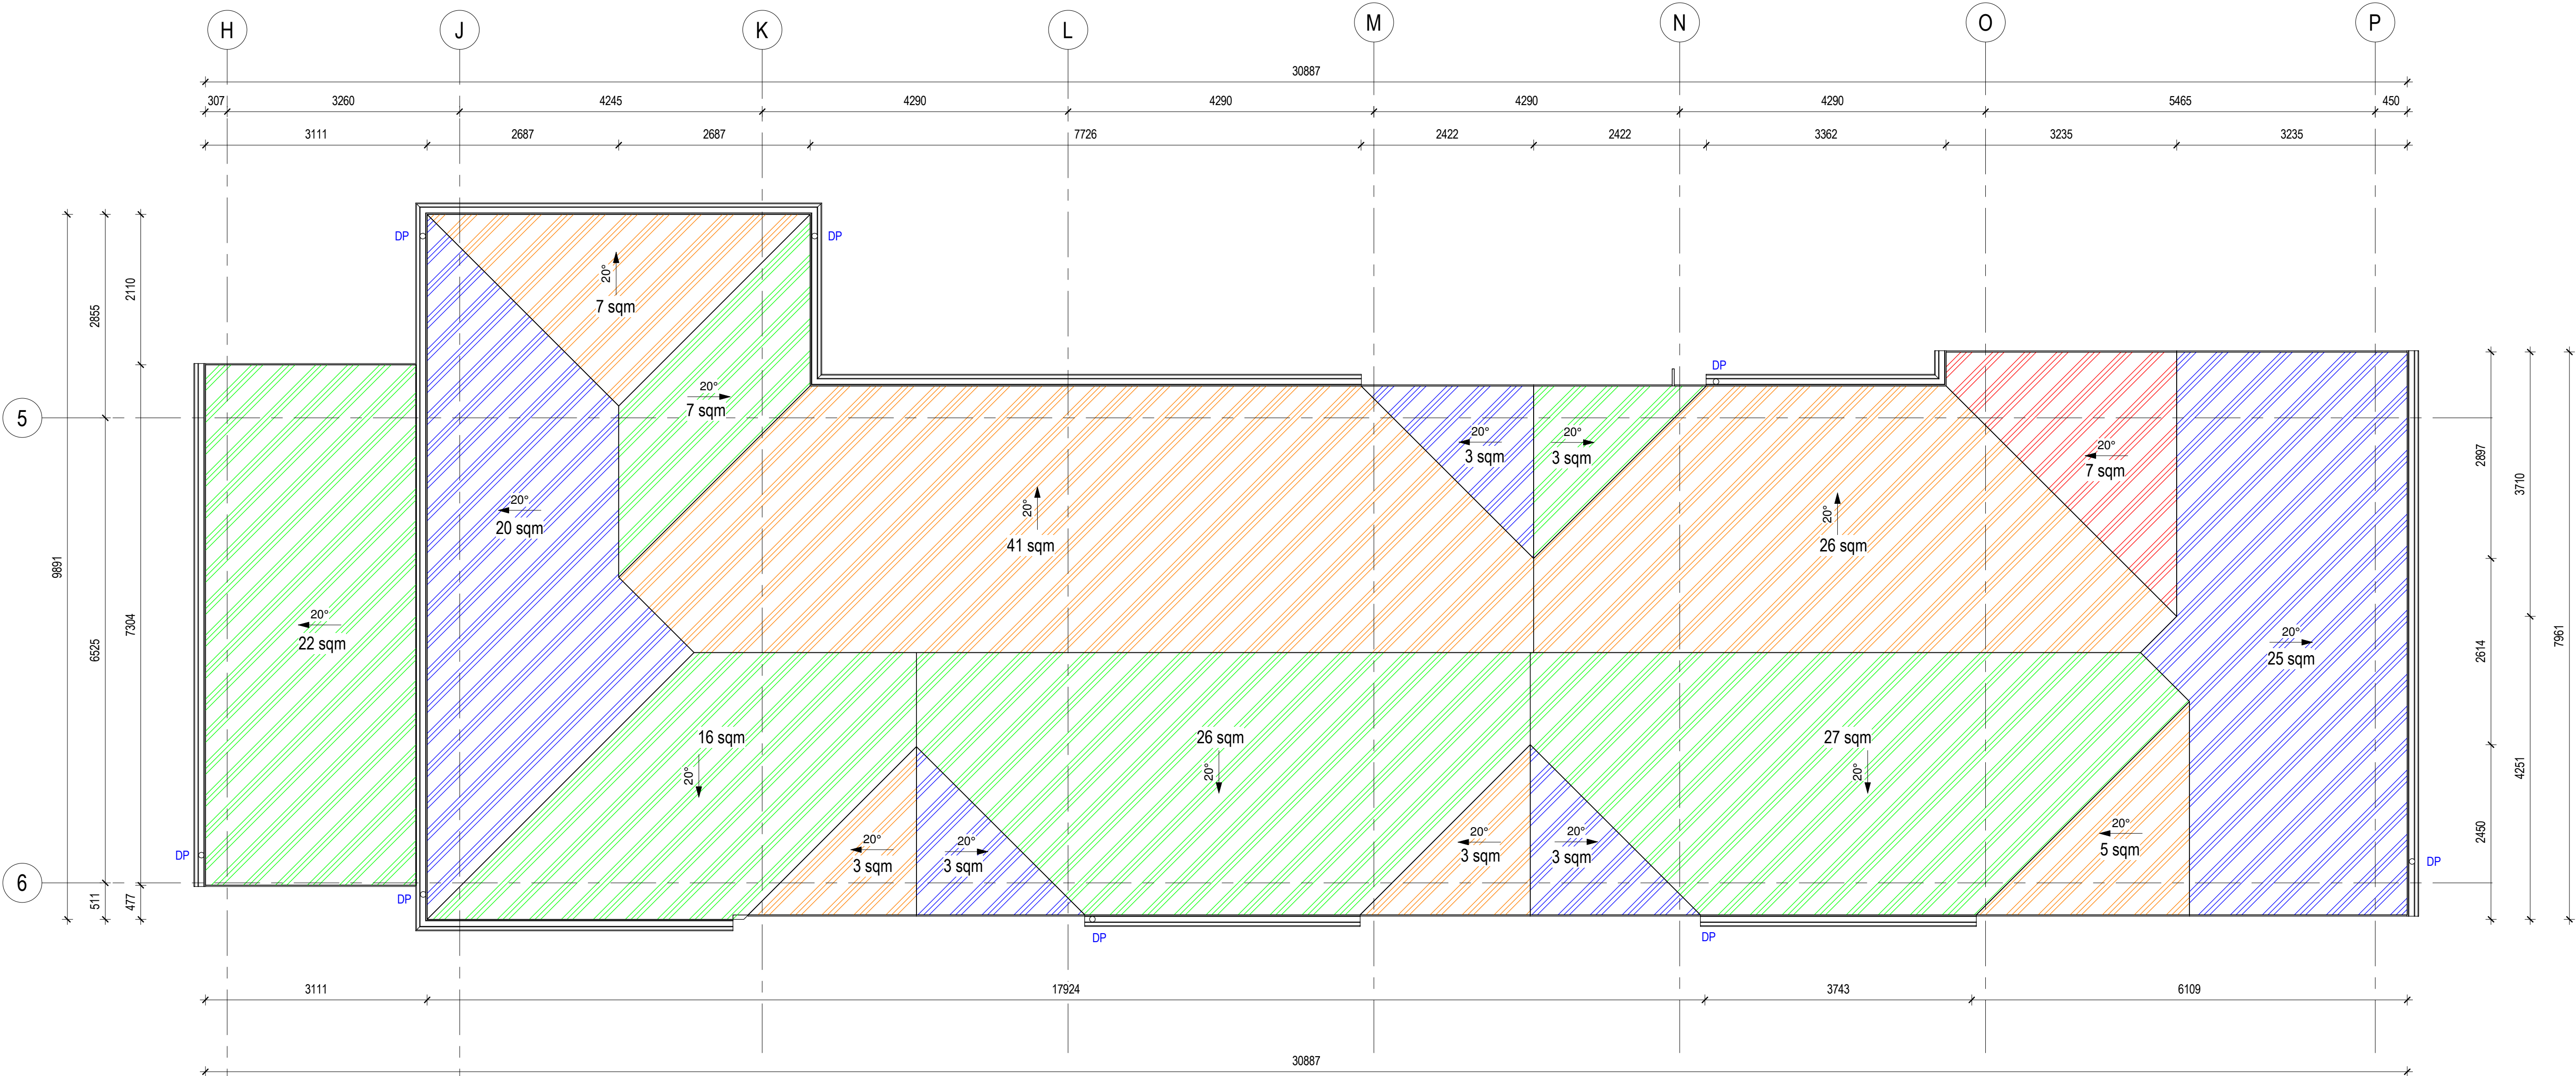 H J K L M N O P
30887
307 3260 4245 4290 4290 4290 4290 5465 450
3111 2687 2687 7726 2422 2422 3362 3235 3235
DP
DP
20°
7 sqm
20°
7 sqm
DP
20°
3 sqm
20°
3 sqm
20°
7 sqm
5
20°
20 sqm
20°
41 sqm
20°
26 sqm
20°
22 sqm
20°
25 sqm
16 sqm
20°
26 sqm
20°
27 sqm
20°
20°
3 sqm
20°
3 sqm
20°
3 sqm
20°
3 sqm
20°
5 sqm
DP
DP
DP
DP
DP
6
9891
2855
6525
511
2110
7304
477
2897
2614
2450
3710
4251
7961
3111 17924 3743 6109
30887